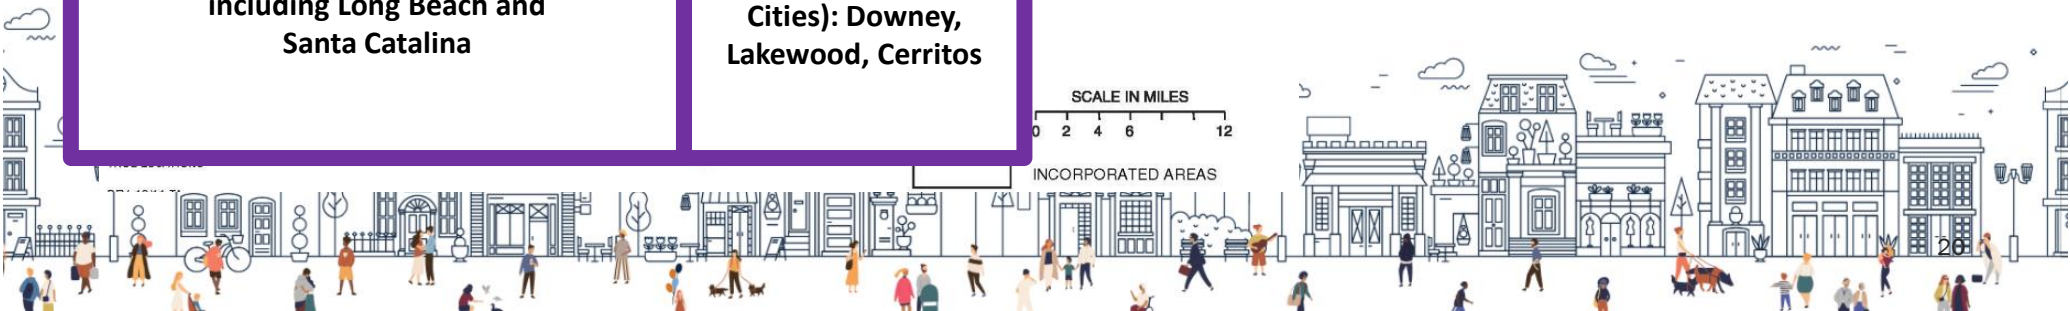 including Long Beach and
Santa Catalina
Cities): Downey,
Lakewood, Cerritos
SCALE IN MILES
0 2 4 6 12
INCORPORATED AREAS
20